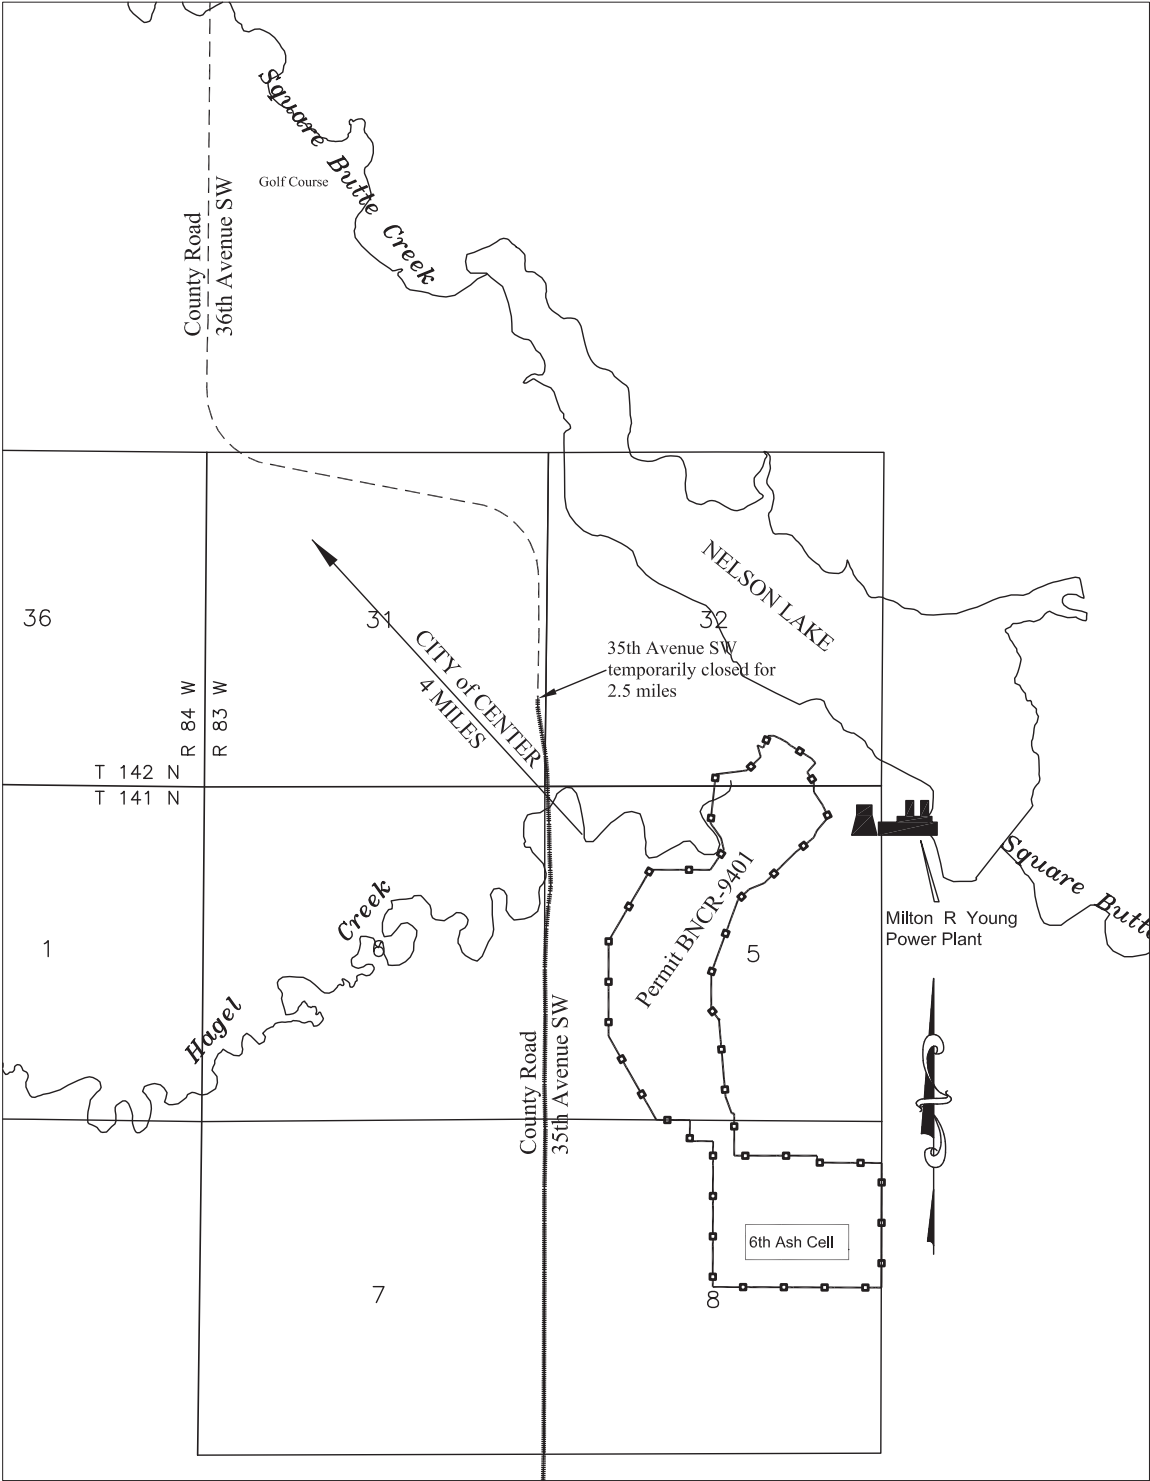 Square Butte Creek
Golf Course
County Road
36th Avenue SW
36
31
32
NELSON LAKE
CITY of CENTER
4 MILES
35th Avenue SW
temporarily closed for
2.5 miles
R 84 W
R 83 W
T 142 N
T 141 N
Square Butte
Milton R Young
Power Plant
Permit BNCR-9401
Hagel Creek
1
6
5
County Road
35th Avenue SW
6th Ash Cell
7
8